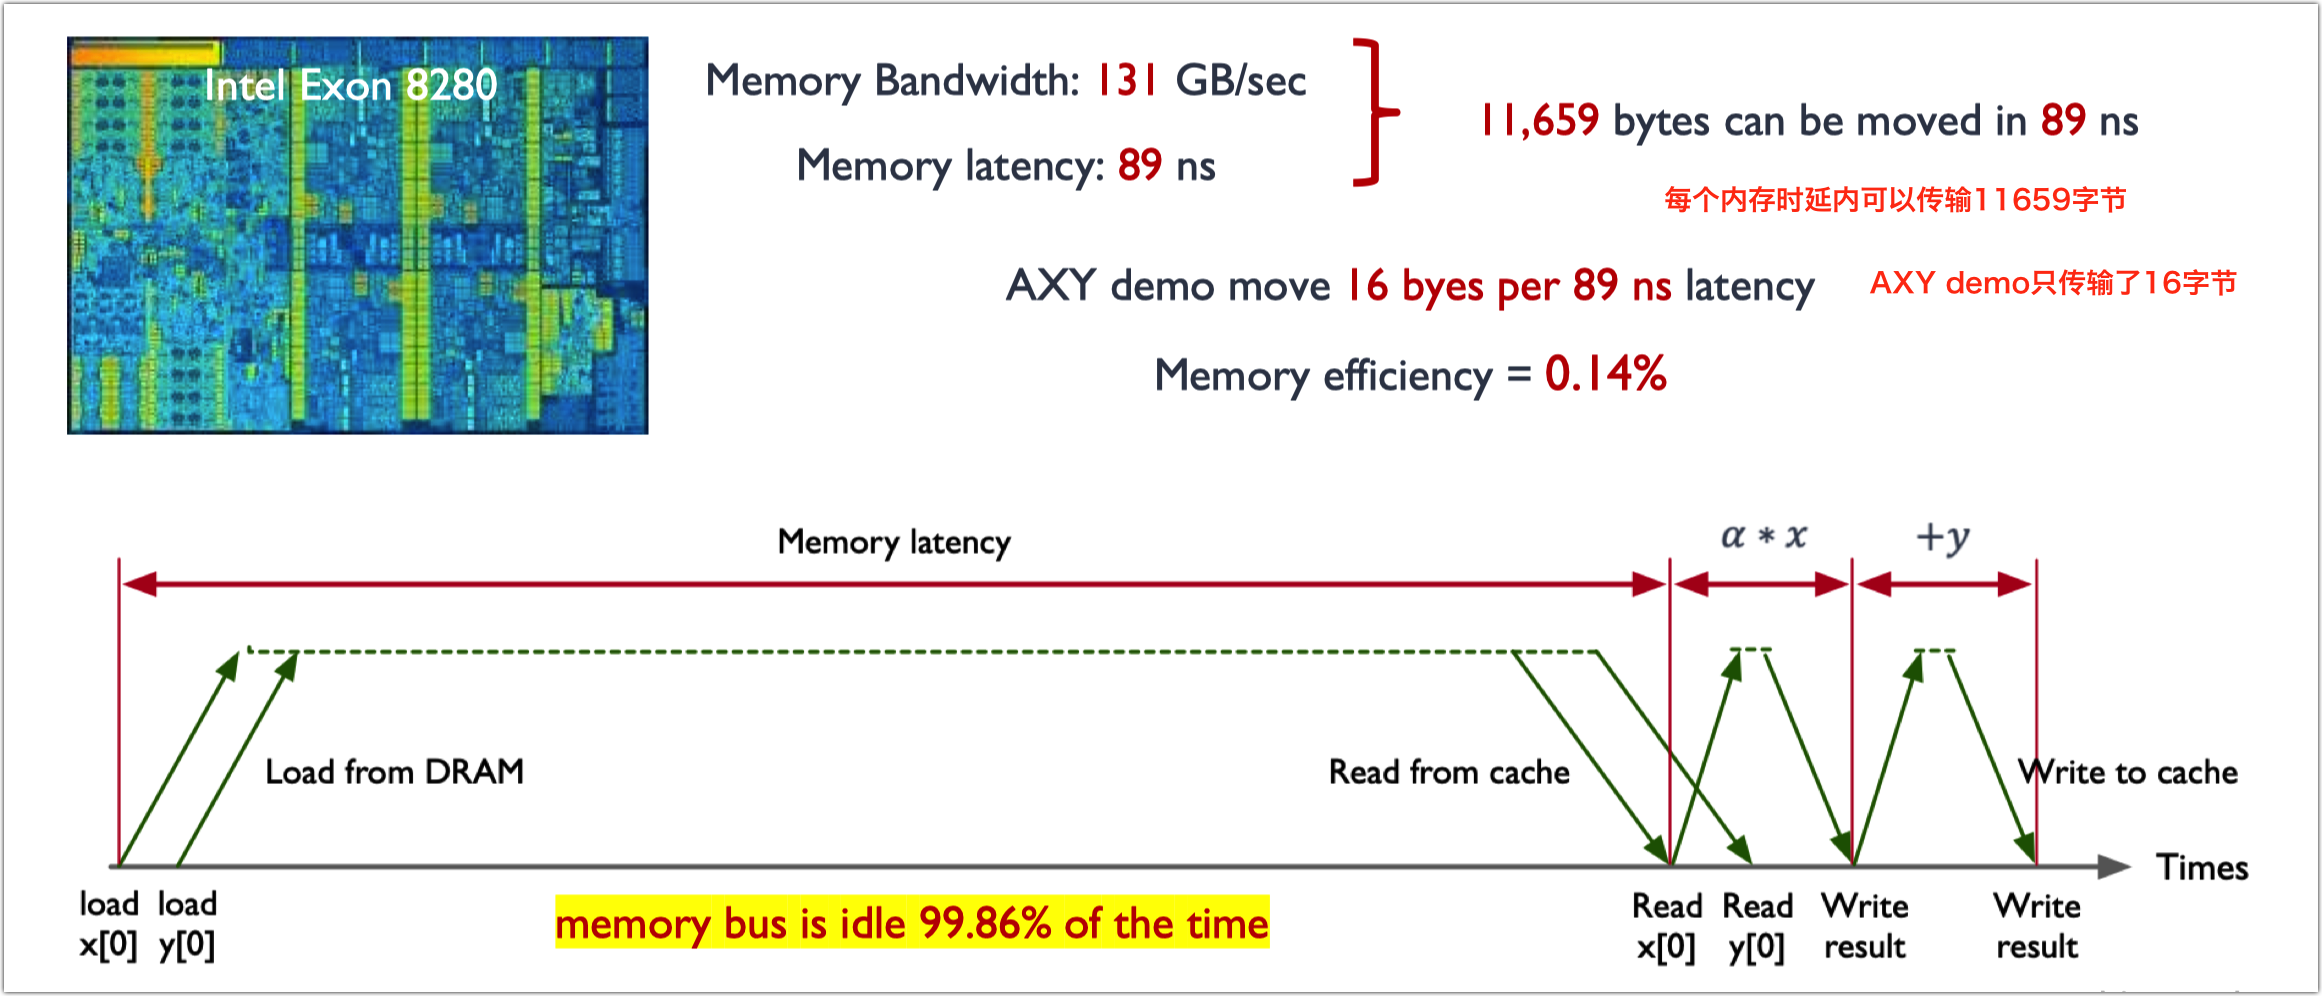 Intel Exon 8280
Memory Bandwidth: 131 GB/sec
Memory latency: 89 ns
11,659 bytes can be moved in 89 ns
每个内存时延内可以传输11659字节
AXY demo move 16 byes per 89 ns latency
AXY demo只传输了16字节
Memory efficiency = 0.14%
Memory latency
α * x
+y
Load from DRAM
Read from cache
Write to cache
Times
load x[0]
load y[0]
memory bus is idle 99.86% of the time
Read x[0]
Read y[0]
Write result
Write result